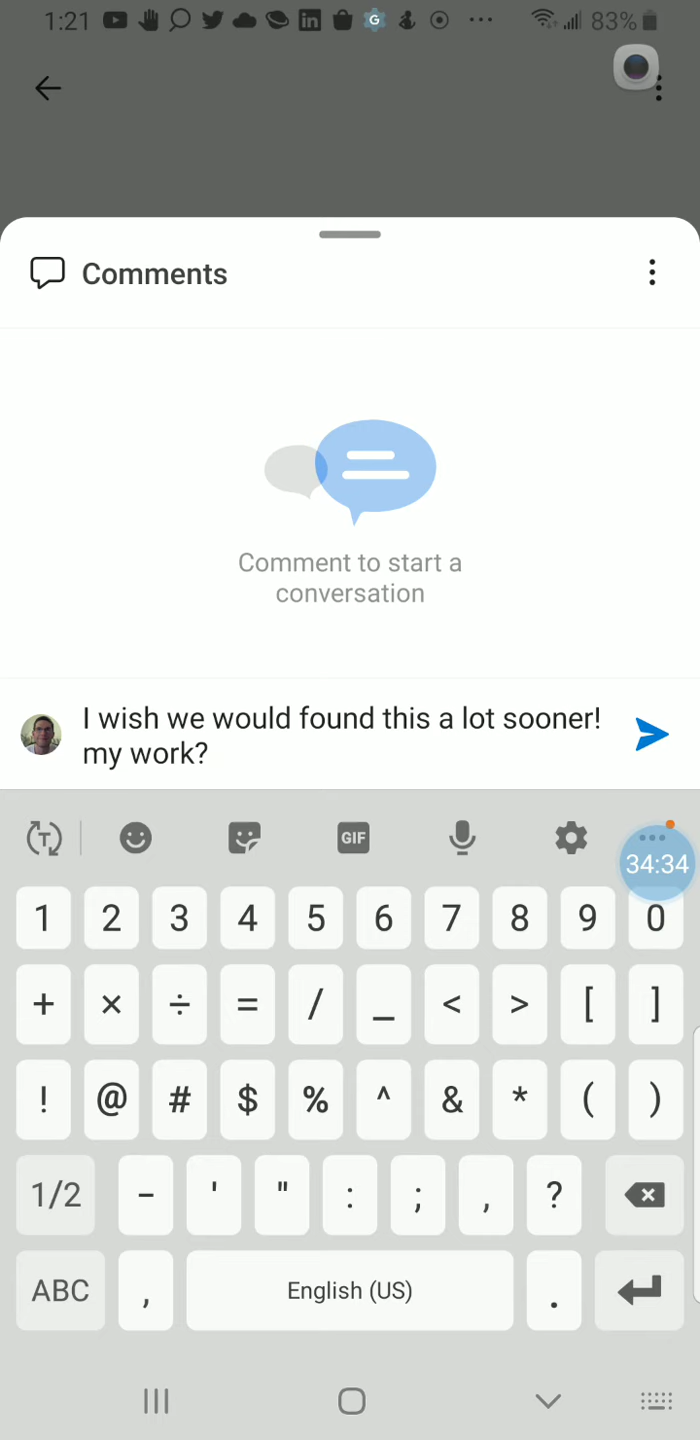 1:21
83%
Comments
Comment to start a
conversation
I wish we would found this a lot sooner!
my work?
GIF
34:34
1 2 3 4 5 6 7 8 9 0
+ × ÷ = / _ < > [ ]
! @ # $ % ^ & * ( )
1/2 - ' " : ; , ?
ABC , English (US) .